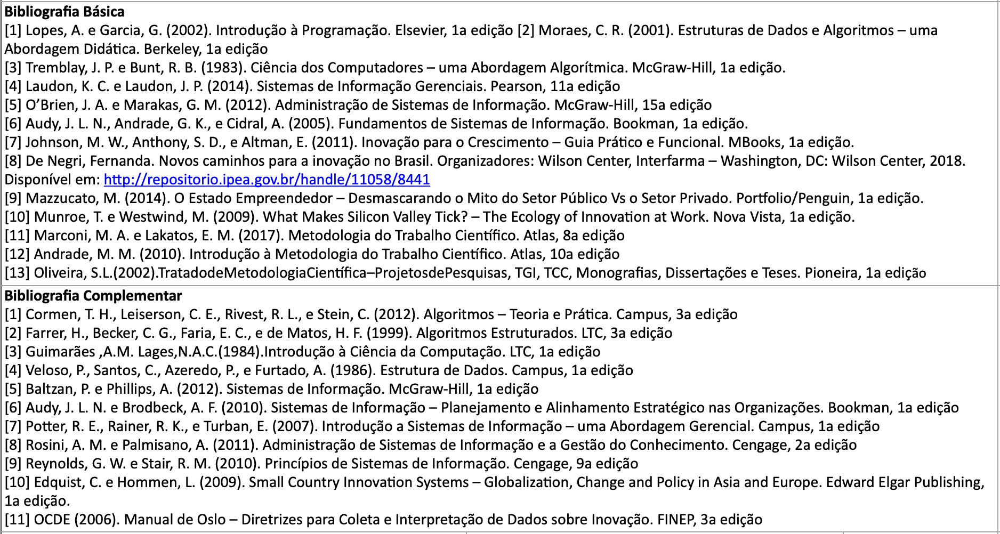 Bibliografia Básica
[1] Lopes, A. e Garcia, G. (2002). Introdução à Programação. Elsevier, 1a edição [2] Moraes, C. R. (2001). Estruturas de Dados e Algoritmos – uma
Abordagem Didática. Berkeley, 1a edição
[3] Tremblay, J. P. e Bunt, R. B. (1983). Ciência dos Computadores – uma Abordagem Algorítmica. McGraw-Hill, 1a edição.
[4] Laudon, K. C. e Laudon, J. P. (2014). Sistemas de Informação Gerenciais. Pearson, 11a edição
[5] O’Brien, J. A. e Marakas, G. M. (2012). Administração de Sistemas de Informação. McGraw-Hill, 15a edição
[6] Audy, J. L. N., Andrade, G. K., e Cidral, A. (2005). Fundamentos de Sistemas de Informação. Bookman, 1a edição.
[7] Johnson, M. W., Anthony, S. D., e Altman, E. (2011). Inovação para o Crescimento – Guia Prático e Funcional. MBooks, 1a edição.
[8] De Negri, Fernanda. Novos caminhos para a inovação no Brasil. Organizadores: Wilson Center, Interfarma – Washington, DC: Wilson Center, 2018.
Disponível em: http://repositorio.ipea.gov.br/handle/11058/8441
[9] Mazzucato, M. (2014). O Estado Empreendedor – Desmascarando o Mito do Setor Público Vs o Setor Privado. Portfolio/Penguin, 1a edição.
[10] Munroe, T. e Westwind, M. (2009). What Makes Silicon Valley Tick? – The Ecology of Innovation at Work. Nova Vista, 1a edição.
[11] Marconi, M. A. e Lakatos, E. M. (2017). Metodologia do Trabalho Científico. Atlas, 8a edição
[12] Andrade, M. M. (2010). Introdução à Metodologia do Trabalho Científico. Atlas, 10a edição
[13] Oliveira, S.L.(2002).TratadodeMetodologiaCientífica–ProjetosdePesquisas, TGI, TCC, Monografias, Dissertações e Teses. Pioneira, 1a edição
Bibliografia Complementar
[1] Cormen, T. H., Leiserson, C. E., Rivest, R. L., e Stein, C. (2012). Algoritmos – Teoria e Prática. Campus, 3a edição
[2] Farrer, H., Becker, C. G., Faria, E. C., e de Matos, H. F. (1999). Algoritmos Estruturados. LTC, 3a edição
[3] Guimarães ,A.M. Lages,N.A.C.(1984).Introdução à Ciência da Computação. LTC, 1a edição
[4] Veloso, P., Santos, C., Azeredo, P., e Furtado, A. (1986). Estrutura de Dados. Campus, 1a edição
[5] Baltzan, P. e Phillips, A. (2012). Sistemas de Informação. McGraw-Hill, 1a edição
[6] Audy, J. L. N. e Brodbeck, A. F. (2010). Sistemas de Informação – Planejamento e Alinhamento Estratégico nas Organizações. Bookman, 1a edição
[7] Potter, R. E., Rainer, R. K., e Turban, E. (2007). Introdução a Sistemas de Informação – uma Abordagem Gerencial. Campus, 1a edição
[8] Rosini, A. M. e Palmisano, A. (2011). Administração de Sistemas de Informação e a Gestão do Conhecimento. Cengage, 2a edição
[9] Reynolds, G. W. e Stair, R. M. (2010). Princípios de Sistemas de Informação. Cengage, 9a edição
[10] Edquist, C. e Hommen, L. (2009). Small Country Innovation Systems – Globalization, Change and Policy in Asia and Europe. Edward Elgar Publishing,
1a edição.
[11] OCDE (2006). Manual de Oslo – Diretrizes para Coleta e Interpretação de Dados sobre Inovação. FINEP, 3a edição